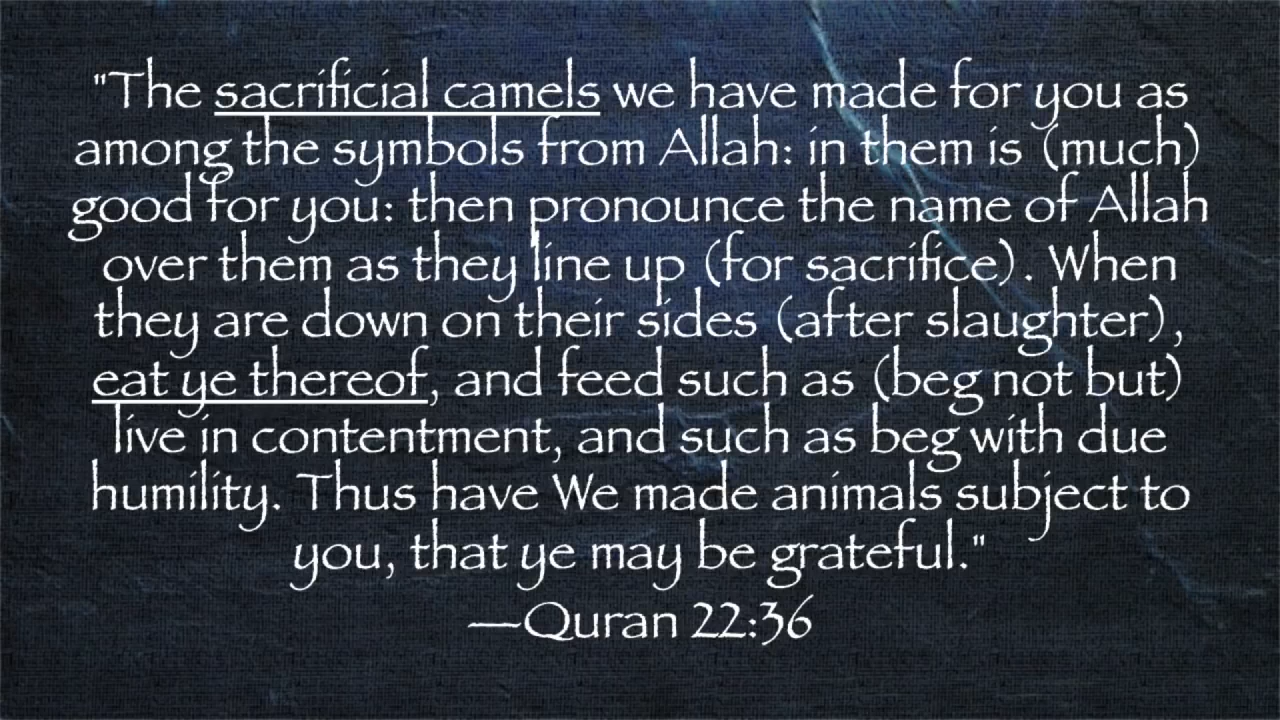 "The sacrificial camels we have made for you as
among the symbols from Allah: in them is (much)
good for you: then pronounce the name of Allah
over them as they line up (for sacrifice). When
they are down on their sides (after slaughter),
eat ye thereof, and feed such as (beg not but)
live in contentment, and such as beg with due
humility. Thus have We made animals subject to
you, that ye may be grateful."
—Quran 22:36